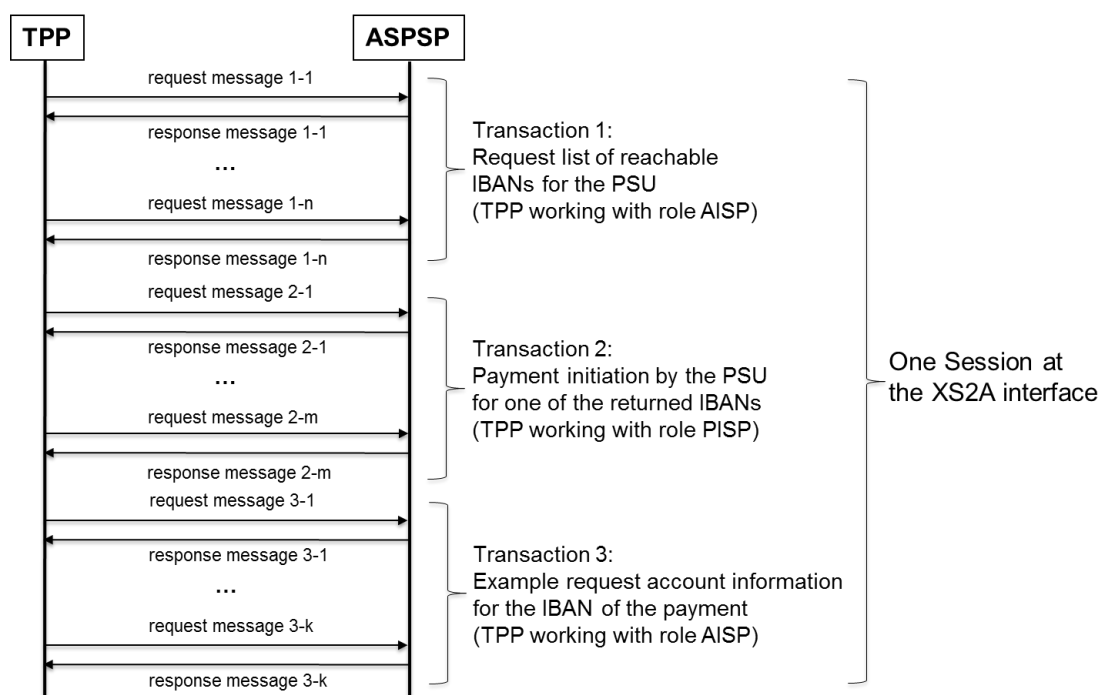 TPP
ASPSP
request message 1-1
response message 1-1
...
request message 1-n
response message 1-n
Transaction 1:
Request list of reachable
IBANs for the PSU
(TPP working with role AISP)
request message 2-1
response message 2-1
...
request message 2-m
response message 2-m
Transaction 2:
Payment initiation by the PSU
for one of the returned IBANs
(TPP working with role PISP)
request message 3-1
response message 3-1
...
request message 3-k
response message 3-k
Transaction 3:
Example request account information
for the IBAN of the payment
(TPP working with role AISP)
One Session at
the XS2A interface